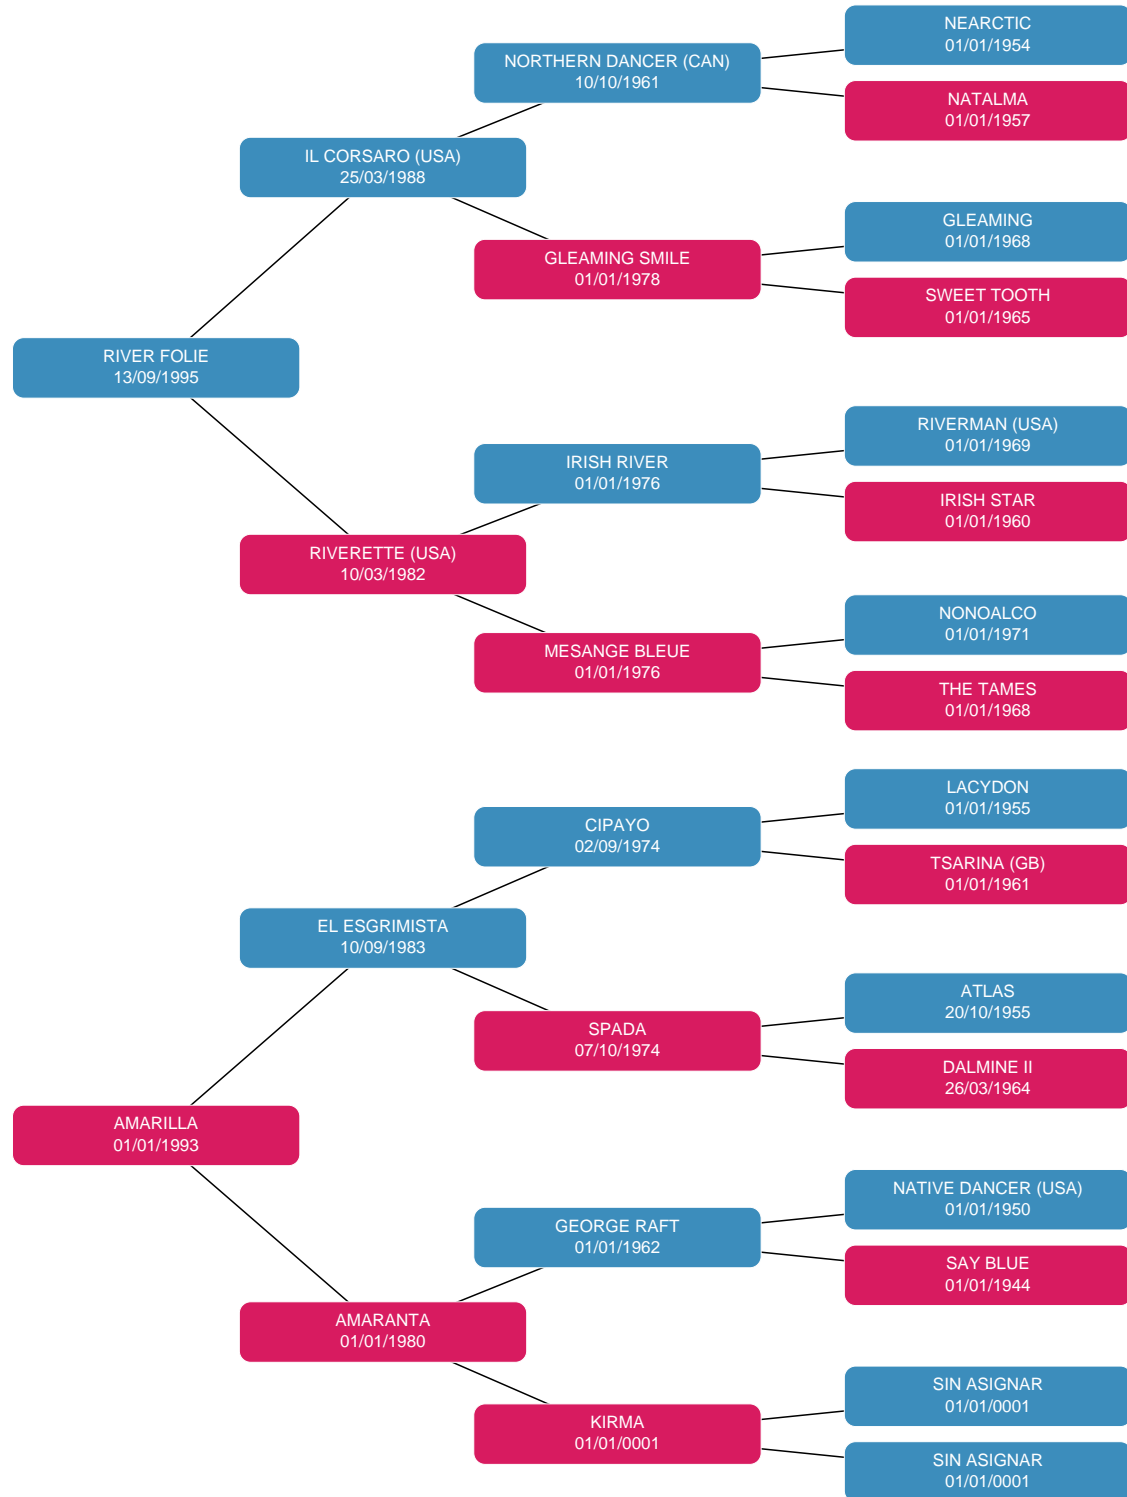 NEARCTIC
01/01/1954
NORTHERN DANCER (CAN)
10/10/1961
NATALMA
01/01/1957
IL CORSARO (USA)
25/03/1988
GLEAMING
01/01/1968
GLEAMING SMILE
01/01/1978
SWEET TOOTH
01/01/1965
RIVER FOLIE
13/09/1995
RIVERMAN (USA)
01/01/1969
IRISH RIVER
01/01/1976
IRISH STAR
01/01/1960
RIVERETTE (USA)
10/03/1982
NONOALCO
01/01/1971
MESANGE BLEUE
01/01/1976
THE TAMES
01/01/1968
LACYDON
01/01/1955
CIPAYO
02/09/1974
TSARINA (GB)
01/01/1961
EL ESGRIMISTA
10/09/1983
ATLAS
20/10/1955
SPADA
07/10/1974
DALMINE II
26/03/1964
AMARILLA
01/01/1993
NATIVE DANCER (USA)
01/01/1950
GEORGE RAFT
01/01/1962
SAY BLUE
01/01/1944
AMARANTA
01/01/1980
SIN ASIGNAR
01/01/0001
KIRMA
01/01/0001
SIN ASIGNAR
01/01/0001